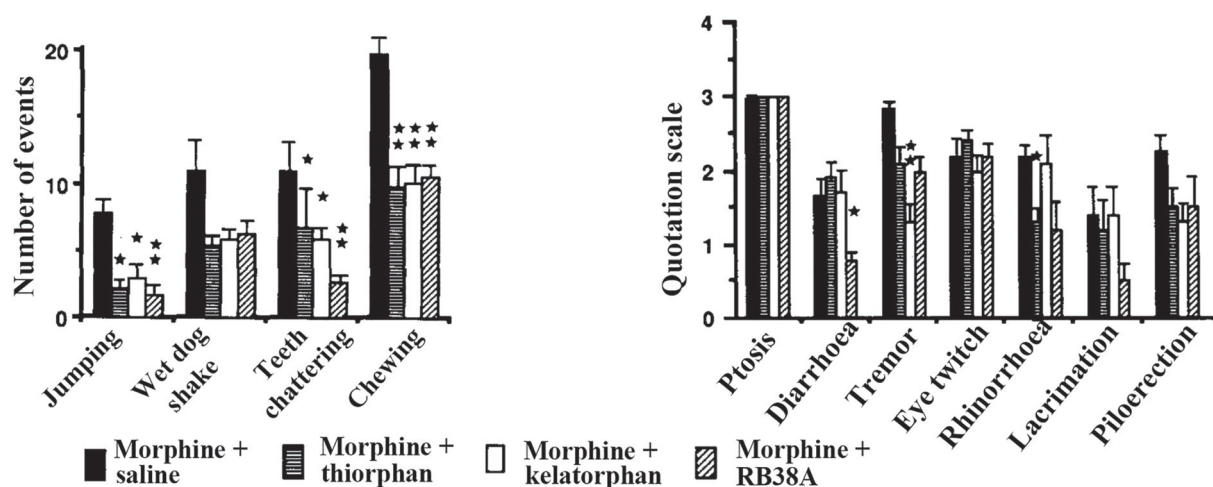 Number of events
20
10
0
Jumping
Wet dog
shake
Teeth
chattering
Chewing
Quotation scale
4
3
2
1
0
Ptosis
Diarrhoea
Tremor
Eye twitch
Rhinorrhoea
Lacrimation
Piloerection
Morphine +
saline
Morphine +
thiorphan
Morphine +
kelatorphan
Morphine +
RB38A